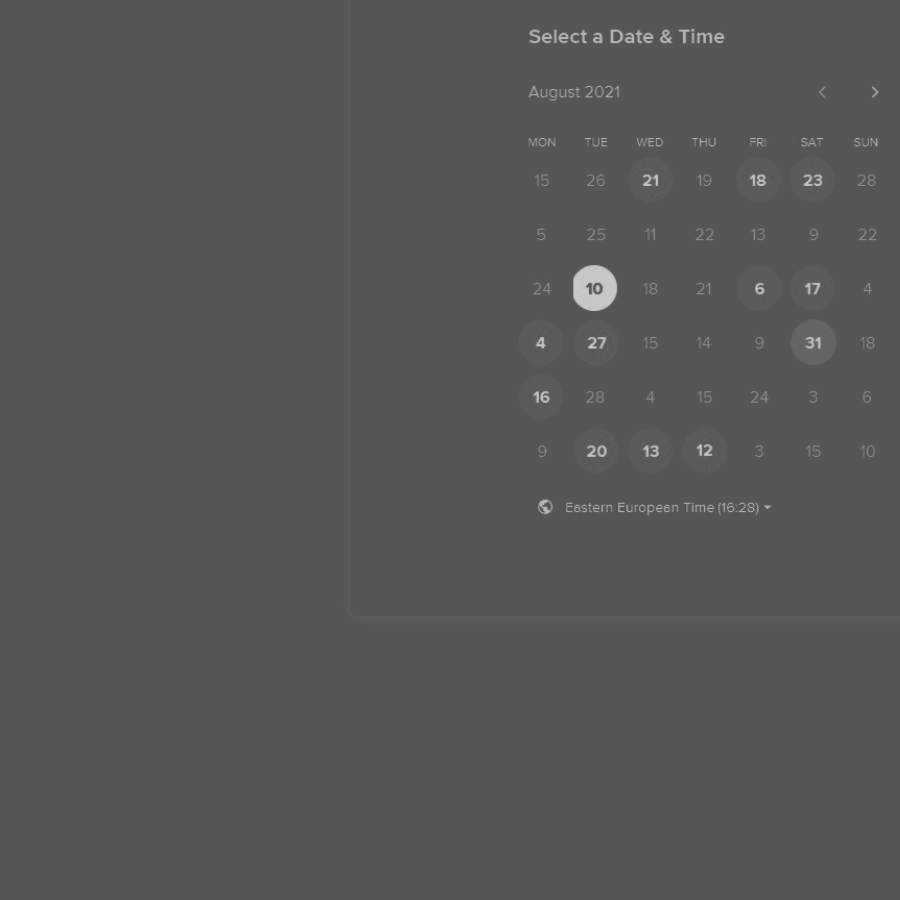 Select a Date & Time
August 2021
MON TUE WED THU FRI SAT SUN
15 26 21 19 18 23 28
5 25 11 22 13 9 22
24 10 18 21 6 17 4
4 27 15 14 9 31 18
16 28 4 15 24 3 6
9 20 13 12 3 15 10
Eastern European Time (16:28)